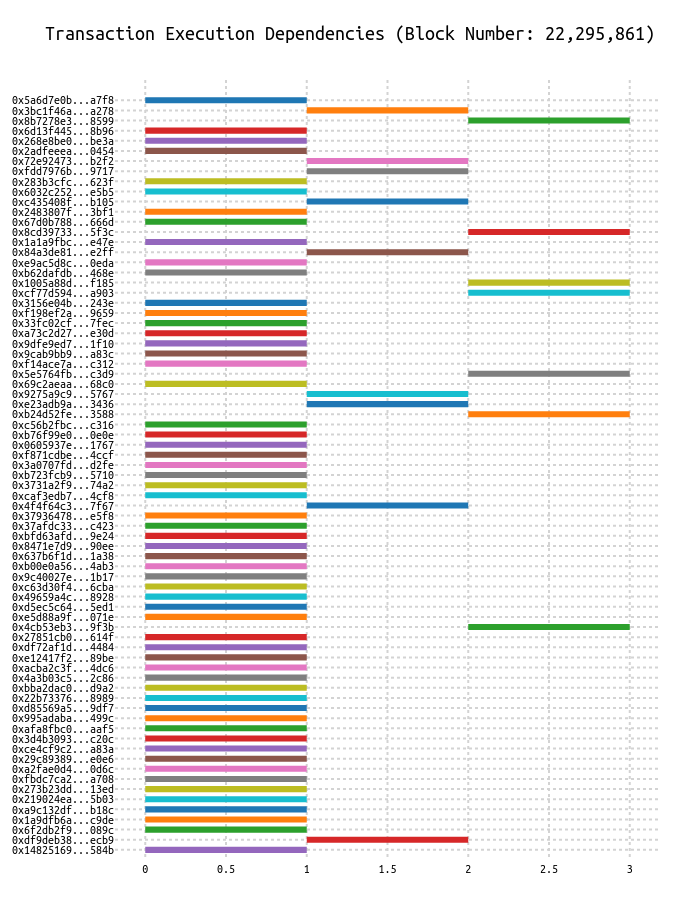 Transaction Execution Dependencies (Block Number: 22,295,861)
0x5a6d7e0b...a7f8
0x3bc1f46a...a278
0x8b7278e3...8599
0x6d13f445...8b96
0x268e8be0...be3a
0x2adfeeea...0454
0x72e92473...b2f2
0xfdd7976b...9717
0x283b3cfc...623f
0x6032c252...e5b5
0xc435408f...b105
0x2483807f...3bf1
0x67d0b788...666d
0x8cd39733...5f3c
0x1a1a9fbc...e47e
0x84a3de81...e2ff
0xe9ac5d8c...0eda
0xb62dafdb...468e
0x1005a88d...f185
0xcf77d594...a903
0x3156e04b...243e
0xf198ef2a...9659
0x33fc02cf...7fec
0xa73c2d27...e30d
0x9dfe9ed7...1f10
0x9cab9bb9...a83c
0xf14ace7a...c312
0x5e5764fb...c3d9
0x69c2aeaa...68c0
0x9275a9c9...5767
0xe23adb9a...3436
0xb24d52fe...3588
0xc56b2fbc...c316
0xb76f99e0...0e0e
0x0605937e...1767
0xf871cdbe...4ccf
0x3a0707fd...d2fe
0xb723fcb9...5710
0x3731a2f9...74a2
0xcaf3edb7...4cf8
0x4f4f64c3...7f67
0x37936478...e5f8
0x37afdc33...c423
0xbfd63afd...9e24
0x8471e7d9...90ee
0x637b6f1d...1a38
0xb00e0a56...4ab3
0x9c40027e...1b17
0xc63d30f4...6cba
0x49659a4c...8928
0xd5ec5c64...5ed1
0xe5d88a9f...071e
0x4cb53eb3...9f3b
0x27851cb0...614f
0xdf72af1d...4484
0xe12417f2...89be
0xacba2c3f...4dc6
0x4a3b03c5...2c86
0xbba2dac0...d9a2
0x22b73376...8989
0xd85569a5...9df7
0x995adaba...499c
0xafa8fbc0...aaf5
0x3d4b3093...c20c
0xce4cf9c2...a83a
0x29c89389...e0e6
0xa2fae0d4...0d6c
0xfbdc7ca2...a708
0x273b23dd...13ed
0x219024ea...5b03
0xa9c132df...b18c
0x1a9dfb6a...c9de
0x6f2db2f9...089c
0xdf9deb38...ecb9
0x14825169...584b
0 0.5 1 1.5 2 2.5 3